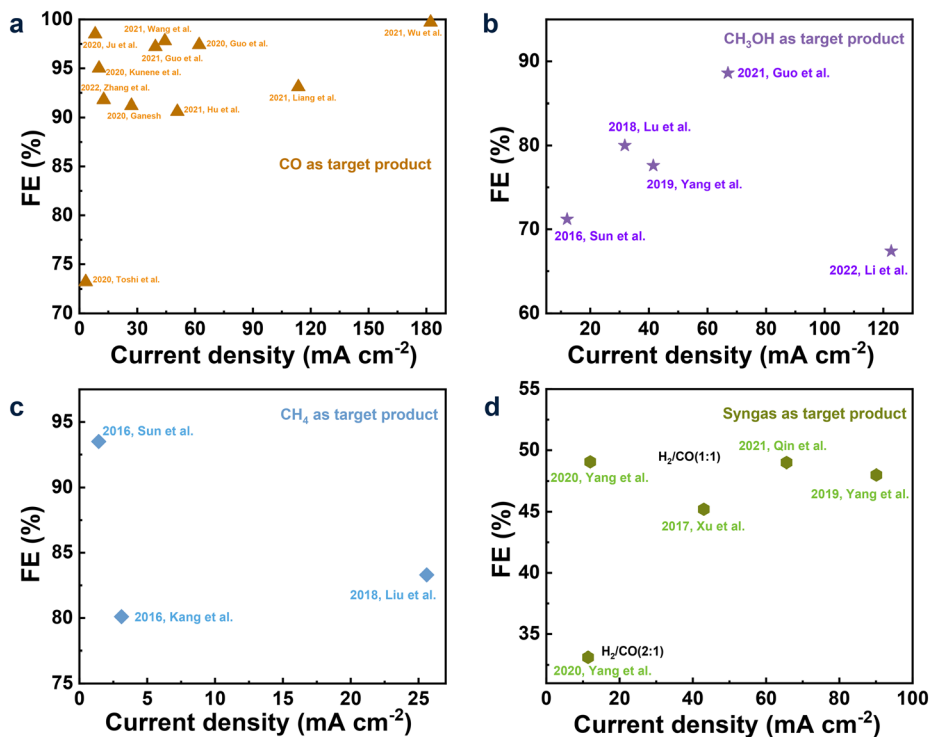 a
100
95
90
85
80
75
70
FE (%)
2021, Wang et al.
2020, Ju et al.
2021, Guo et al.
2020, Guo et al.
2021, Wu et al.
2020, Kunene et al.
2022, Zhang et al.
2020, Ganesh
2021, Hu et al.
2021, Liang et al.
CO as target product
2020, Toshi et al.
0 30 60 90 120 150 180
Current density (mA cm⁻²)
b
90
80
70
60
FE (%)
CH₃OH as target product
2021, Guo et al.
2018, Lu et al.
2019, Yang et al.
2016, Sun et al.
2022, Li et al.
20 40 60 80 100 120
Current density (mA cm⁻²)
c
95
90
85
80
75
FE (%)
CH₄ as target product
2016, Sun et al.
2018, Liu et al.
2016, Kang et al.
0 5 10 15 20 25
Current density (mA cm⁻²)
d
55
50
45
40
35
FE (%)
Syngas as target product
2021, Qin et al.
H₂/CO(1:1)
2020, Yang et al.
2019, Yang et al.
2017, Xu et al.
H₂/CO(2:1)
2020, Yang et al.
0 20 40 60 80 100
Current density (mA cm⁻²)